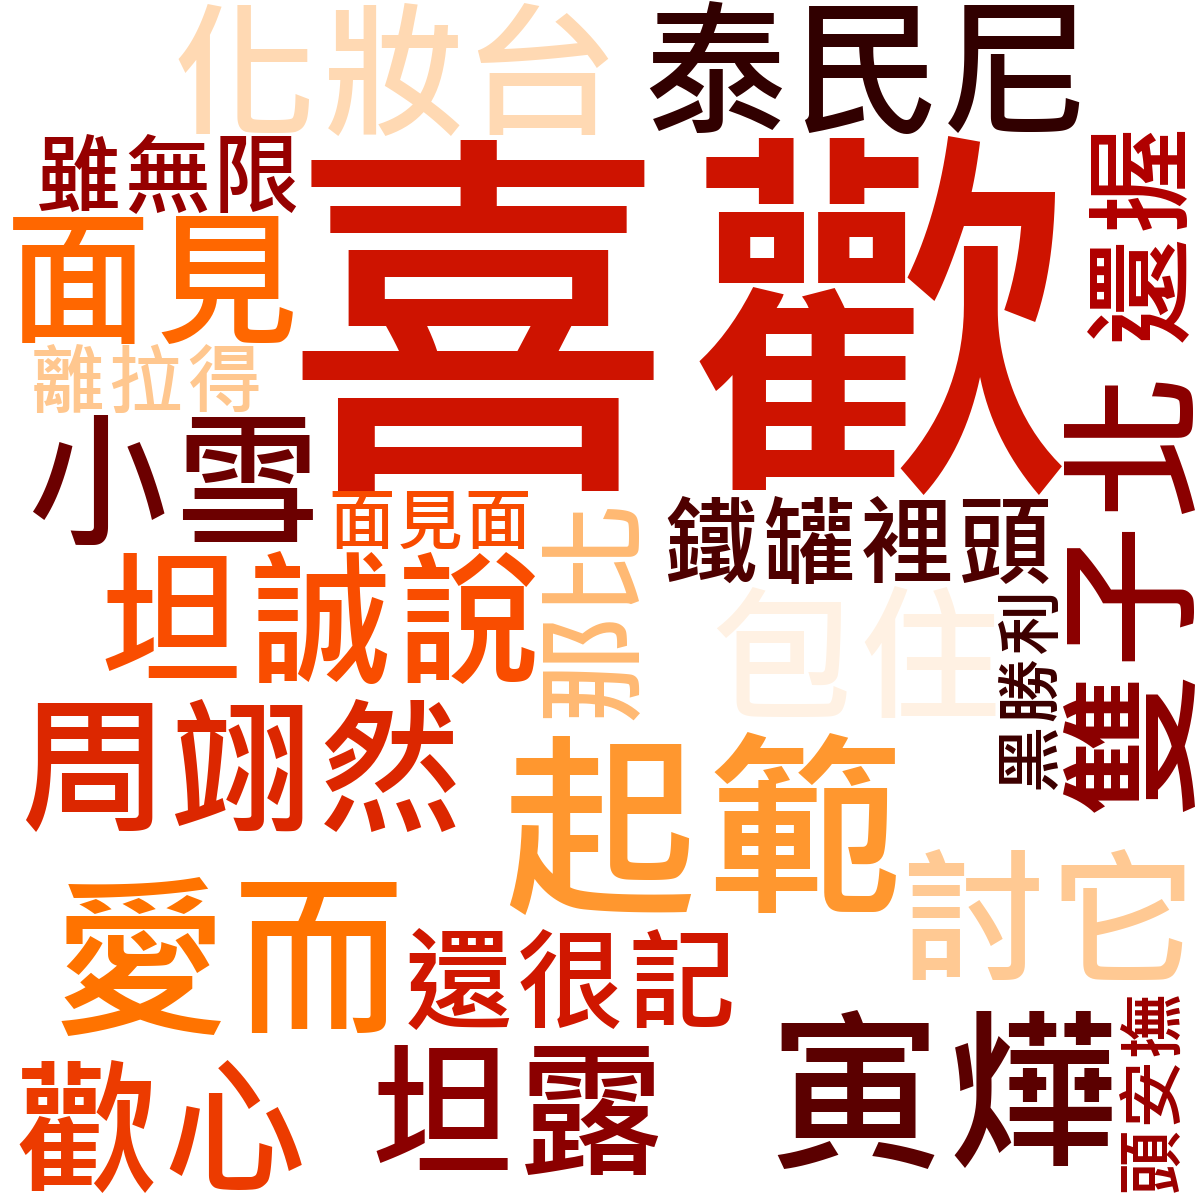 化妝台
泰民尼
雖無限
喜歡
還握
面見
離拉得
小雪
雙子北
面見面
那比
鐵罐裡頭
坦誠說
包住
黑勝利
周翊然
起範
愛而
討它
還很記
寅燁
頭安撫
歡心
坦露